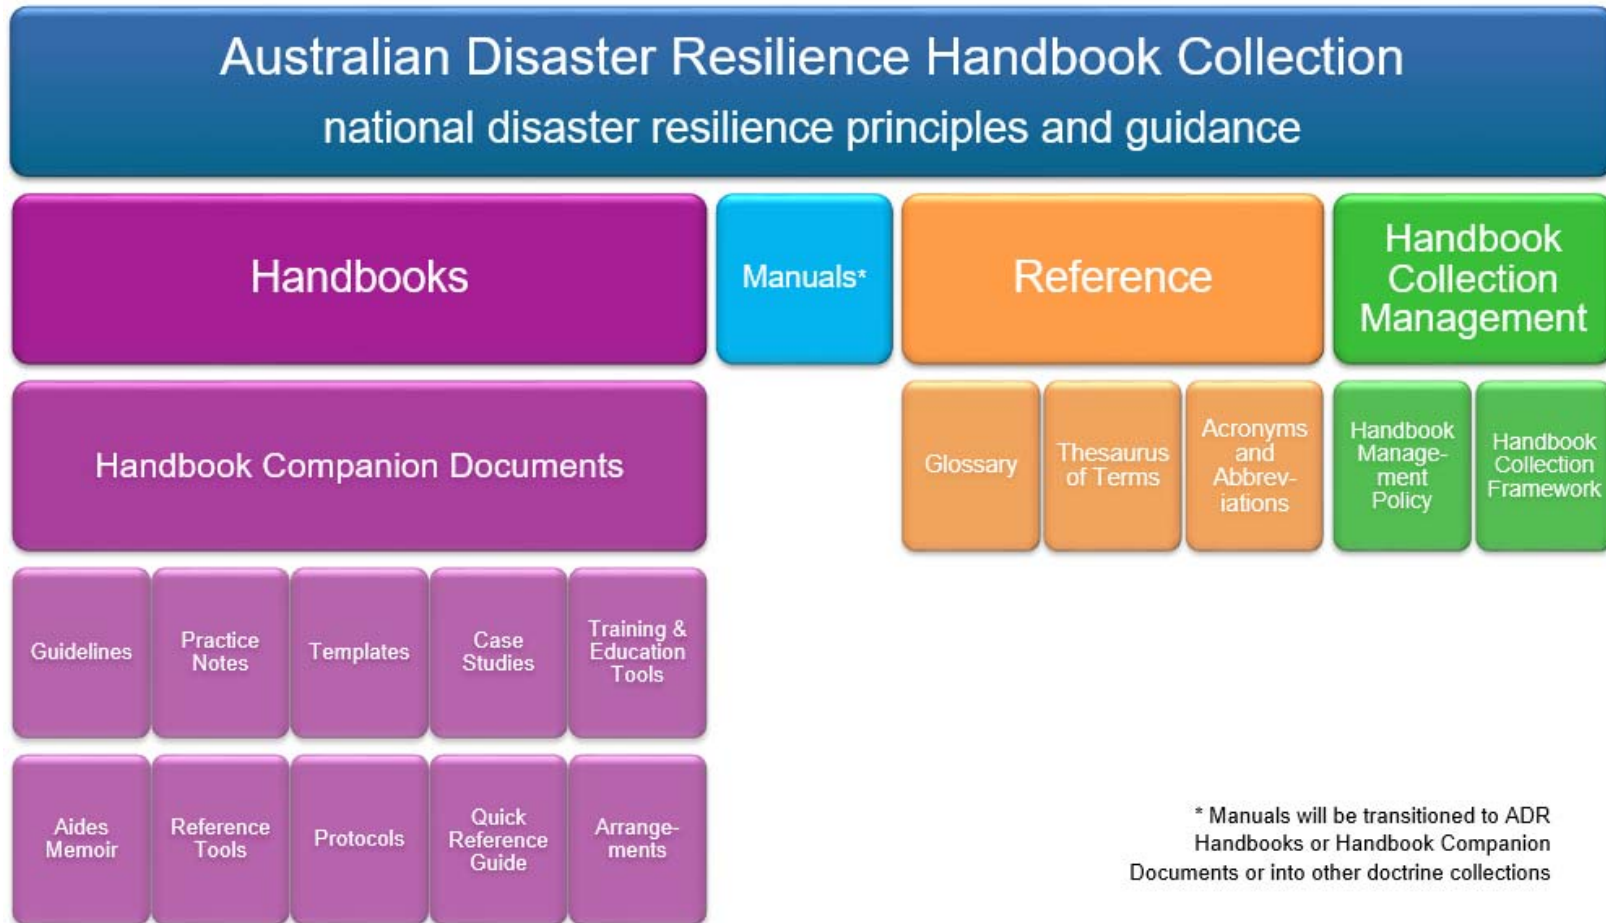 Australian Disaster Resilience Handbook Collection
national disaster resilience principles and guidance
Handbooks
Manuals*
Reference
Handbook
Collection
Management
Handbook Companion Documents
Glossary
Thesaurus
of Terms
Acronyms
and
Abbrev-
iations
Handbook
Manage-
ment
Policy
Handbook
Collection
Framework
Guidelines
Practice
Notes
Templates
Case
Studies
Training &
Education
Tools
Aides
Memoir
Reference
Tools
Protocols
Quick
Reference
Guide
Arrange-
ments
* Manuals will be transitioned to ADR
Handbooks or Handbook Companion
Documents or into other doctrine collections